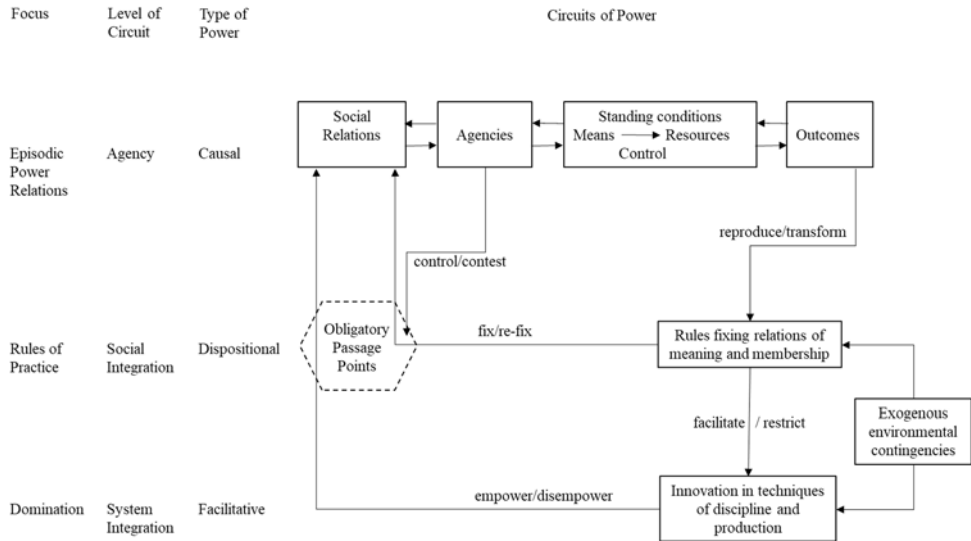 Focus
Level of
Circuit
Type of
Power
Circuits of Power
Episodic
Power
Relations
Agency
Causal
Social
Relations
Agencies
Standing conditions
Means Resources
Control
Outcomes
control/contest
reproduce/transform
Rules of
Practice
Social
Integration
Dispositional
Obligatory
Passage
Points
fix/re-fix
Rules fixing relations of
meaning and membership
facilitate / restrict
Exogenous
environmental
contingencies
Domination
System
Integration
Facilitative
empower/disempower
Innovation in techniques
of discipline and
production